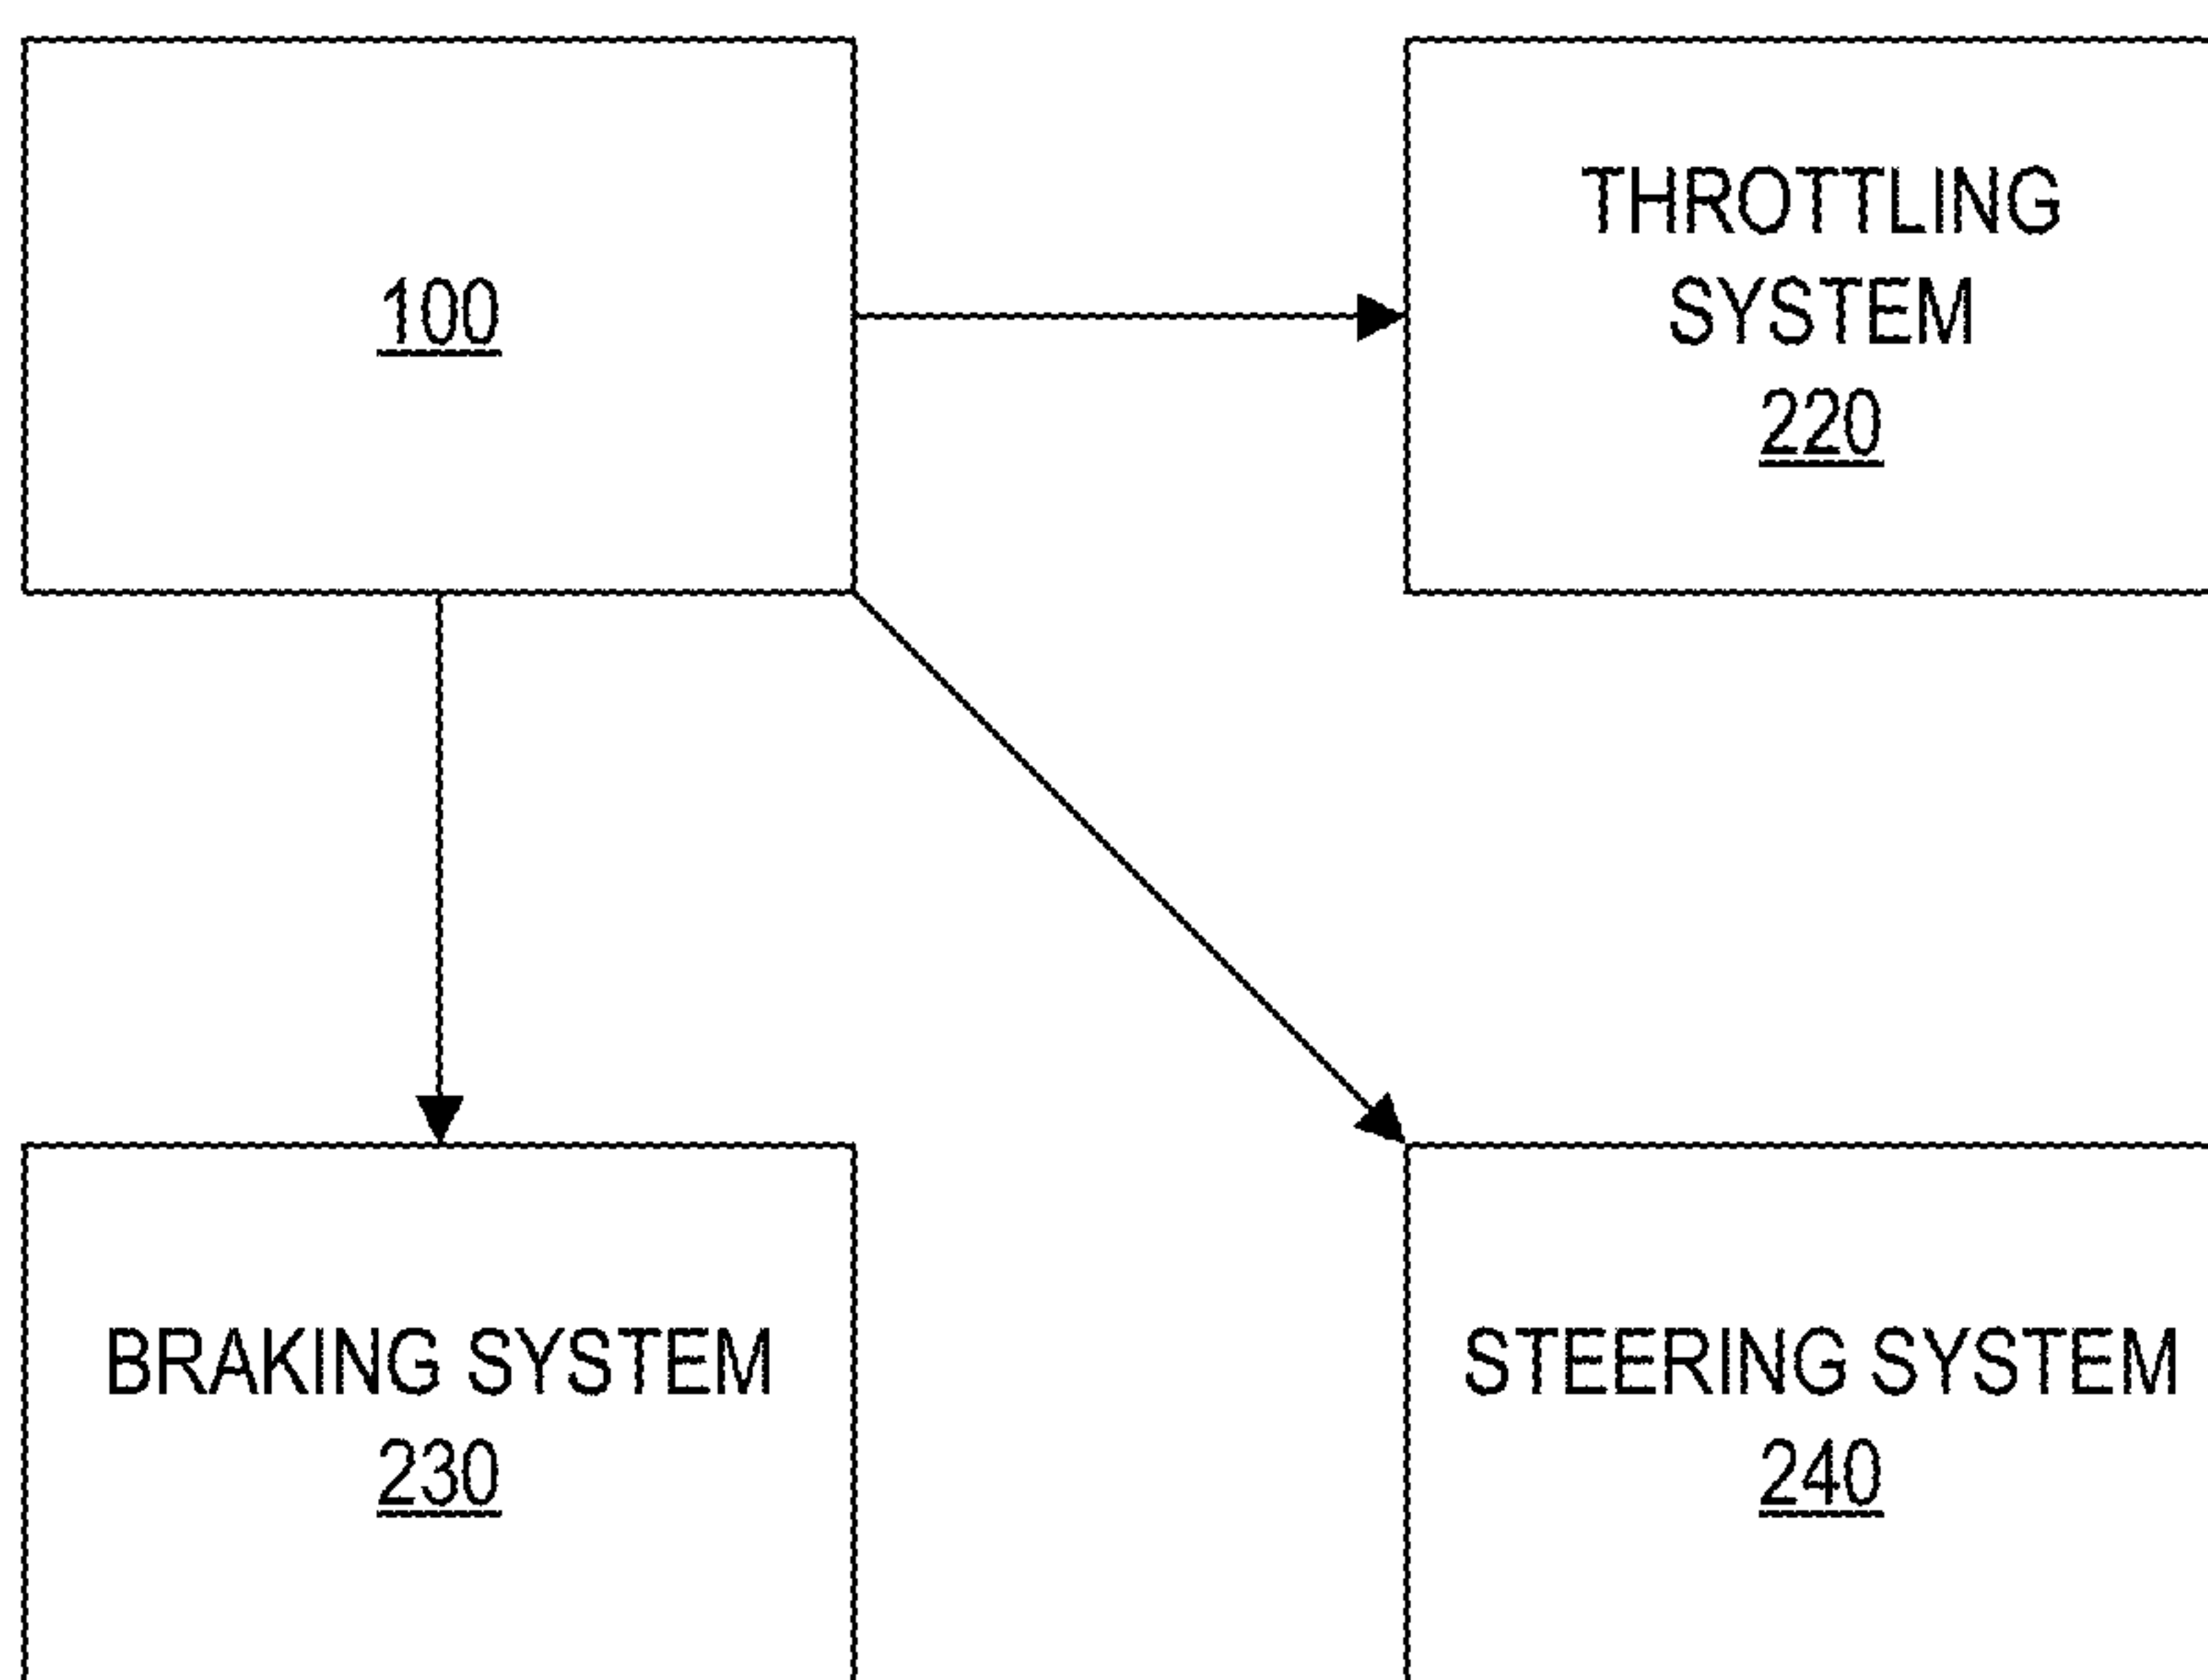 100
THROTTLING
SYSTEM
220
BRAKING SYSTEM
230
STEERING SYSTEM
240